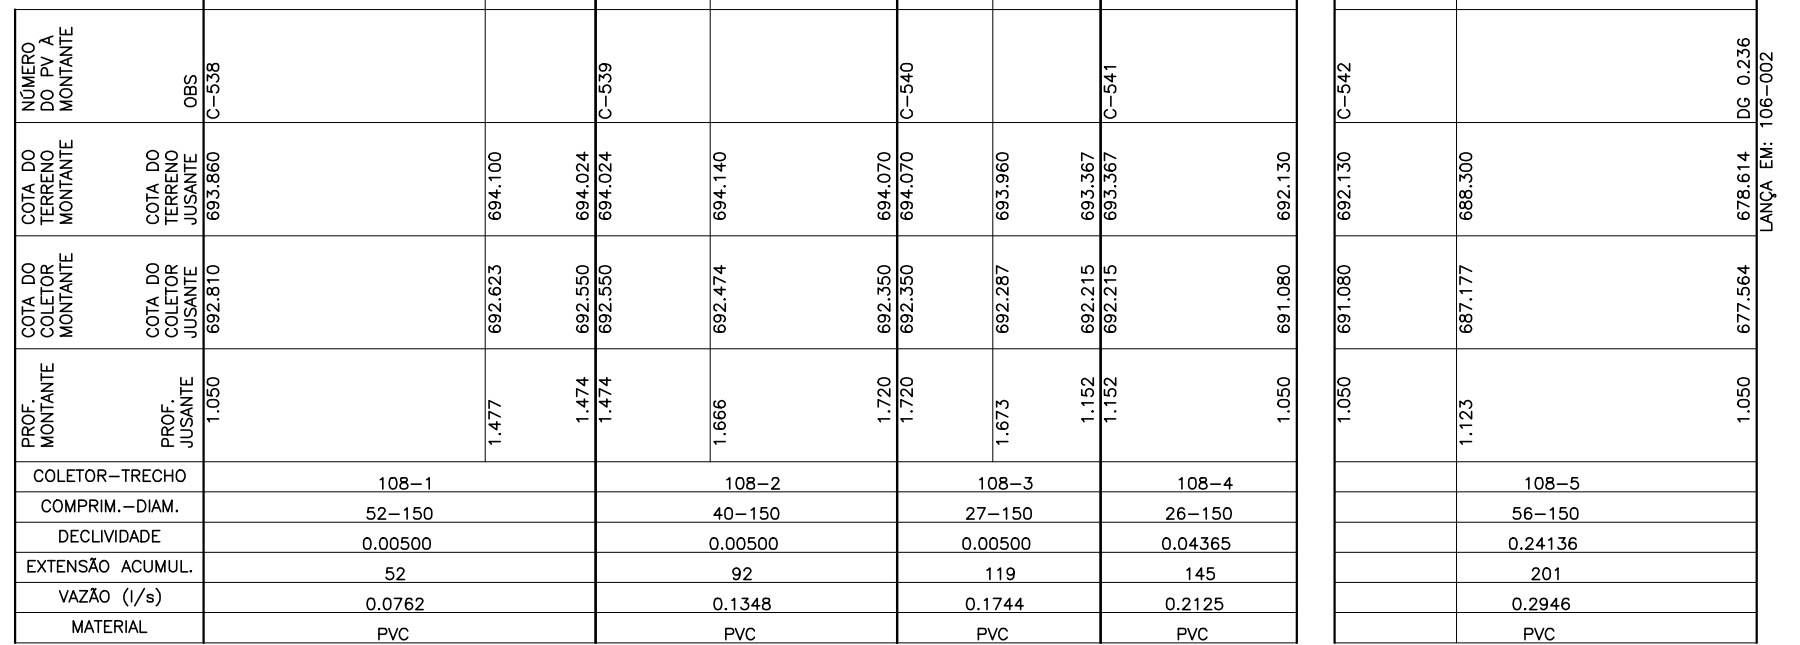 NÚMERO
DO PV À
MONTANTE
OBS
C-538
C-539
C-540
C-541
C-542
DG 0.236
LANÇA EM: 106-002
COTA DO
TERRENO
MONTANTE
COTA DO
TERRENO
JUSANTE
693.860
694.100
694.024
694.024
694.140
694.070
694.070
693.960
693.367
693.367
692.130
692.130
688.300
678.614
COTA DO
COLETOR
MONTANTE
COTA DO
COLETOR
JUSANTE
692.810
692.623
692.550
692.550
692.474
692.350
692.350
692.287
692.215
692.215
691.080
691.080
687.177
677.564
PROF.
MONTANTE
PROF.
JUSANTE
1.050
1.477
1.474
1.474
1.666
1.720
1.720
1.673
1.152
1.152
1.050
1.050
1.123
1.050
COLETOR-TRECHO 108-1 108-2 108-3 108-4 108-5
COMPRIM.-DIAM. 52-150 40-150 27-150 26-150 56-150
DECLIVIDADE 0.00500 0.00500 0.00500 0.04365 0.24136
EXTENSÃO ACUMUL. 52 92 119 145 201
VAZÃO (l/s) 0.0762 0.1348 0.1744 0.2125 0.2946
MATERIAL PVC PVC PVC PVC PVC